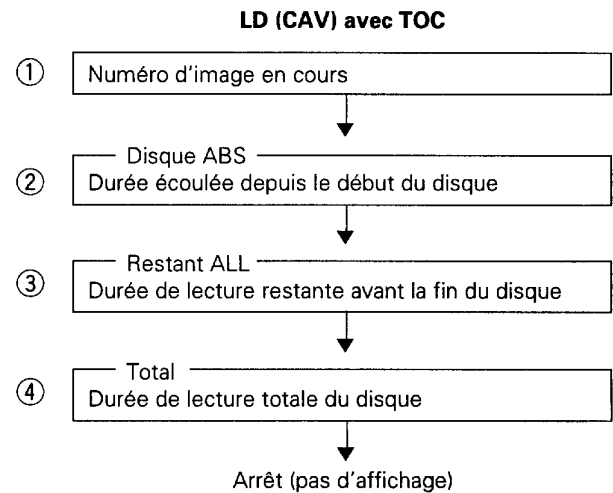 LD (CAV) avec TOC
① Numéro d'image en cours
Disque ABS
② Durée écoulée depuis le début du disque
Restant ALL
③ Durée de lecture restante avant la fin du disque
Total
④ Durée de lecture totale du disque
Arrêt (pas d'affichage)